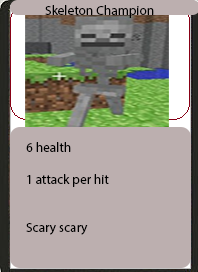 Skeleton Champion
6 health
1 attack per hit
Scary scary